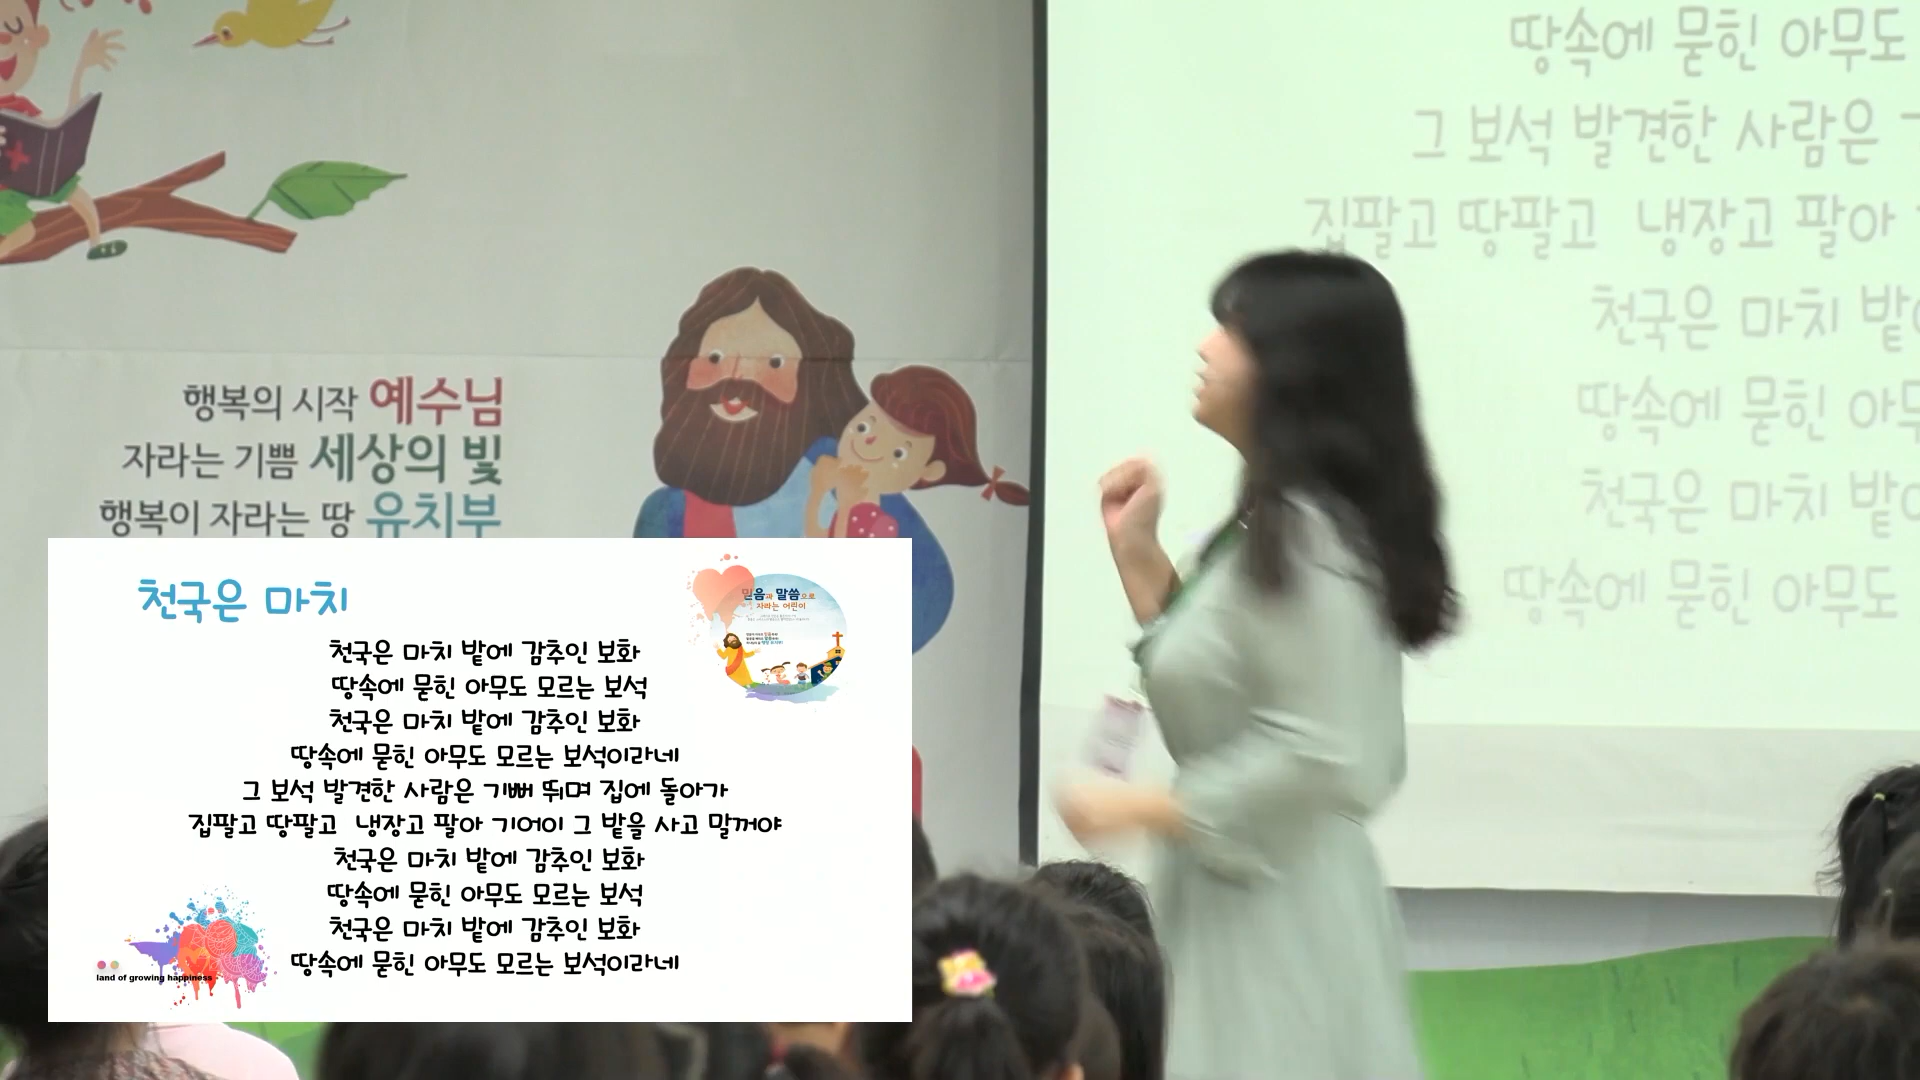 땅속에 묻힌 아무도
그 보석 발견한 사람은
집팔고 땅팔고 냉장고 팔아
천국은 마치
땅속에 묻힌
천국은 마치
땅속에 묻힌 아무도
행복의 시작 예수님
자라는 기쁨 세상의 빛
행복이 자라는 땅 유치부
천국은 마치
믿음과 말씀으로
자라는 어린이
천국은 마치 밭에 감추인 보화
땅속에 묻힌 아무도 모르는 보석
천국은 마치 밭에 감추인 보화
땅속에 묻힌 아무도 모르는 보석이라네
그 보석 발견한 사람은 기뻐 뛰며 집에 돌아가
집팔고 땅팔고 냉장고 팔아 기어이 그 밭을 사고 말꺼야
천국은 마치 밭에 감추인 보화
땅속에 묻힌 아무도 모르는 보석
천국은 마치 밭에 감추인 보화
땅속에 묻힌 아무도 모르는 보석이라네
land of growing happiness